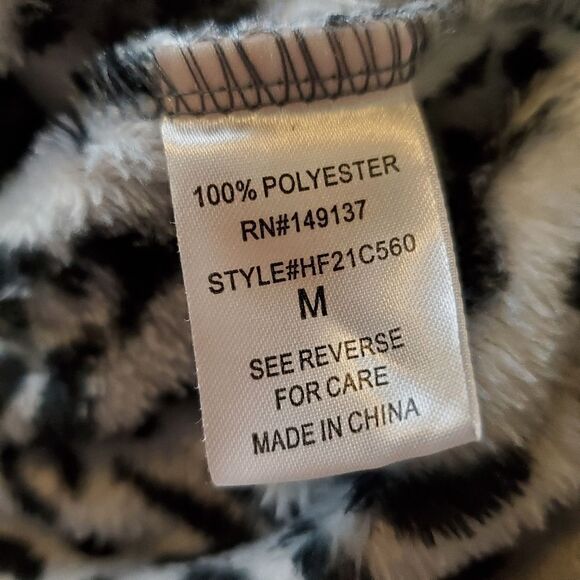 100% POLYESTER
RN#149137
STYLE#HF21C560
M
SEE REVERSE
FOR CARE
MADE IN CHINA